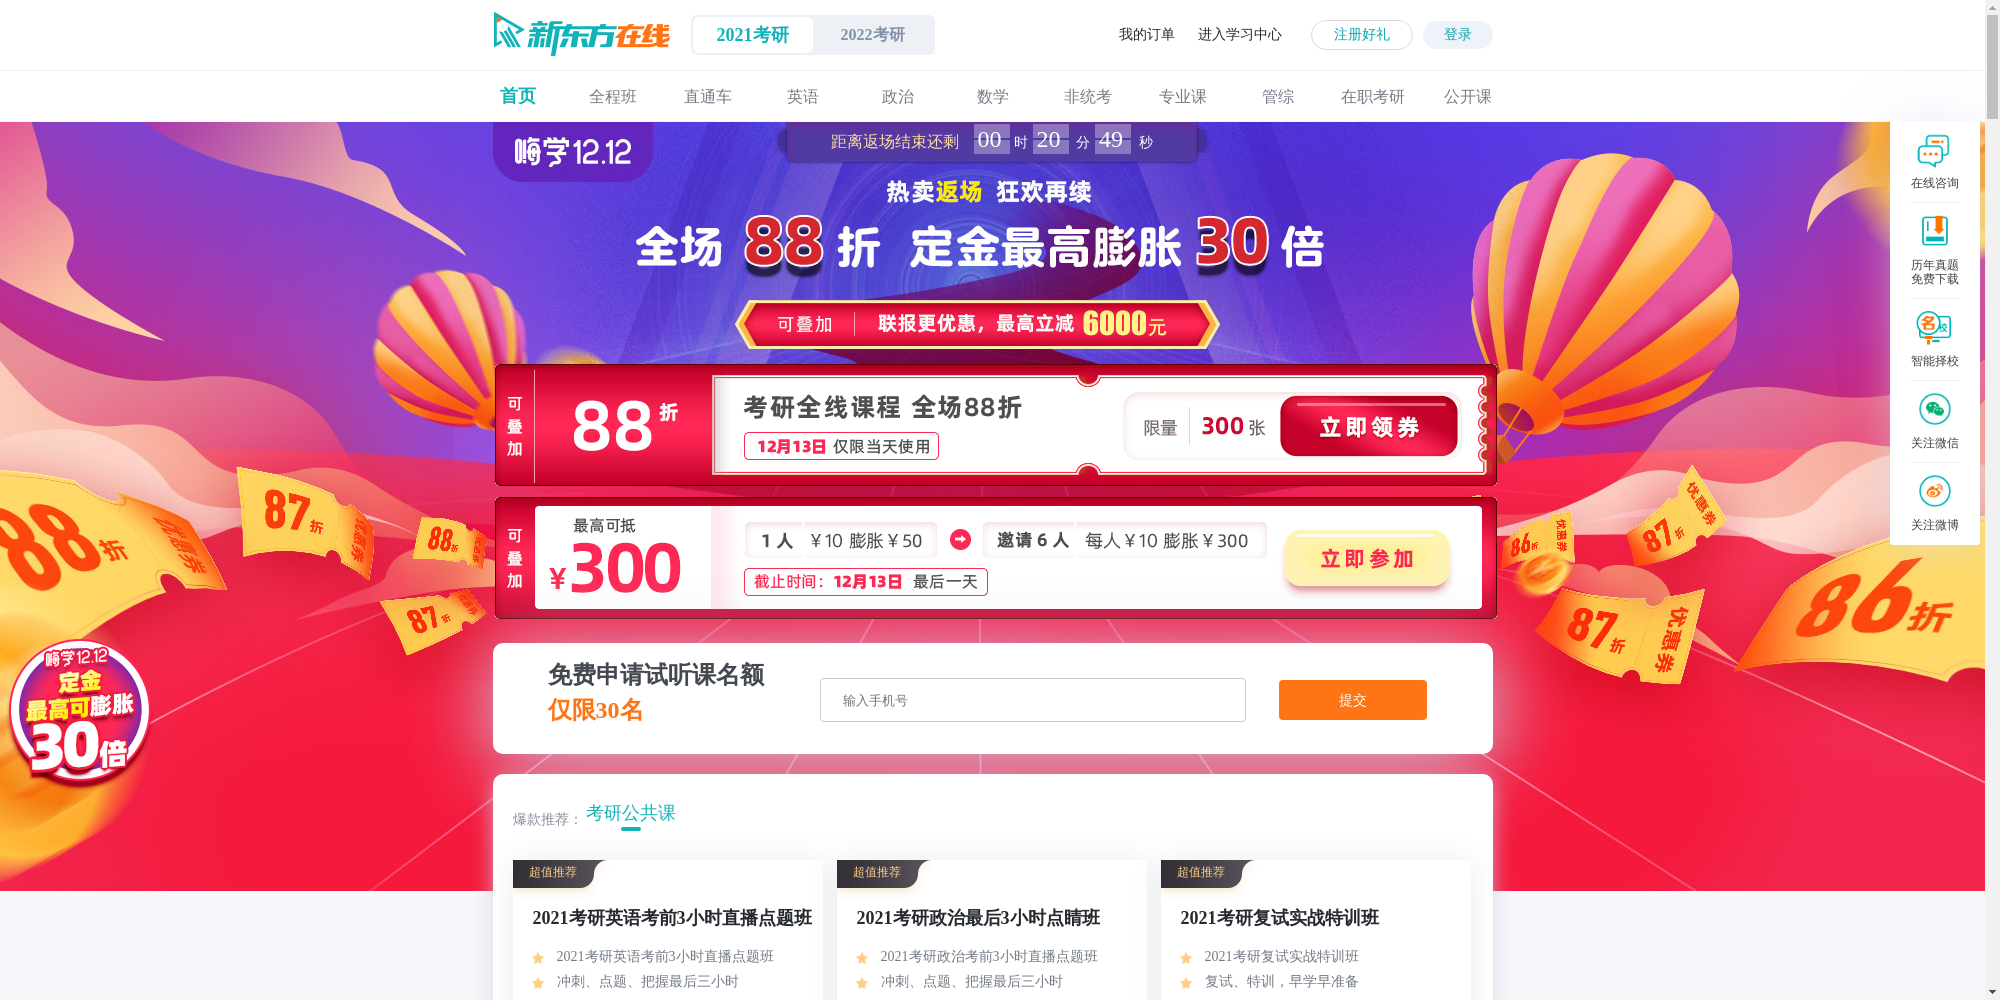 新东方在线
2021考研
2022考研
我的订单
进入学习中心
注册好礼
登录
首页
全程班
直通车
英语
政治
数学
非统考
专业课
管综
在职考研
公开课
嗨学12.12
距离返场结束还剩 00 时 20 分 49 秒
热卖返场 狂欢再续
全场 88 折 定金最高膨胀 30 倍
可叠加 联报更优惠，最高立减 6000元
可叠加
88折
考研全线课程 全场88折
12月13日 仅限当天使用
限量 300 张
立即领券
可叠加
最高可抵
¥300
1 人 ¥10 膨胀 ¥50
邀请 6 人 每人 ¥10 膨胀 ¥300
截止时间：12月13日 最后一天
立即参加
88折
优惠券
87折
优惠券
88折
优惠券
87折
优惠券
86折
优惠券
87折
优惠券
87折
优惠券
86折
嗨学12.12
定金
最高可膨胀
30倍
在线咨询
历年真题
免费下载
名校
智能择校
关注微信
关注微博
免费申请试听课名额
仅限30名
输入手机号
提交
爆款推荐：
考研公共课
超值推荐
2021考研英语考前3小时直播点题班
2021考研英语考前3小时直播点题班
冲刺、点题、把握最后三小时
超值推荐
2021考研政治最后3小时点睛班
2021考研政治考前3小时直播点题班
冲刺、点题、把握最后三小时
超值推荐
2021考研复试实战特训班
2021考研复试实战特训班
复试、特训，早学早准备